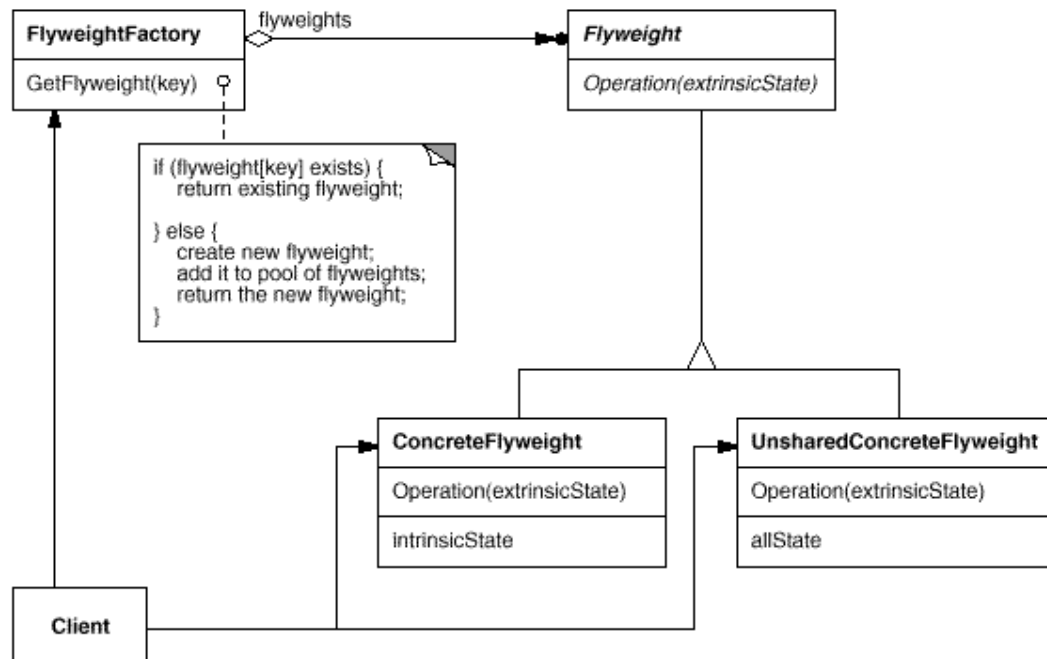 FlyweightFactory
flyweights
Flyweight
GetFlyweight(key)
Operation(extrinsicState)
if (flyweight[key] exists) {
return existing flyweight;
} else {
create new flyweight;
add it to pool of flyweights;
return the new flyweight;
}
ConcreteFlyweight
Operation(extrinsicState)
intrinsicState
UnsharedConcreteFlyweight
Operation(extrinsicState)
allState
Client